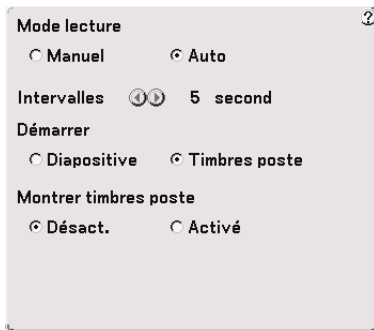 ?
Mode lecture
Manuel Auto
Intervalles 5 second
Démarrer
Diapositive Timbres poste
Montrer timbres poste
Désact. Activé